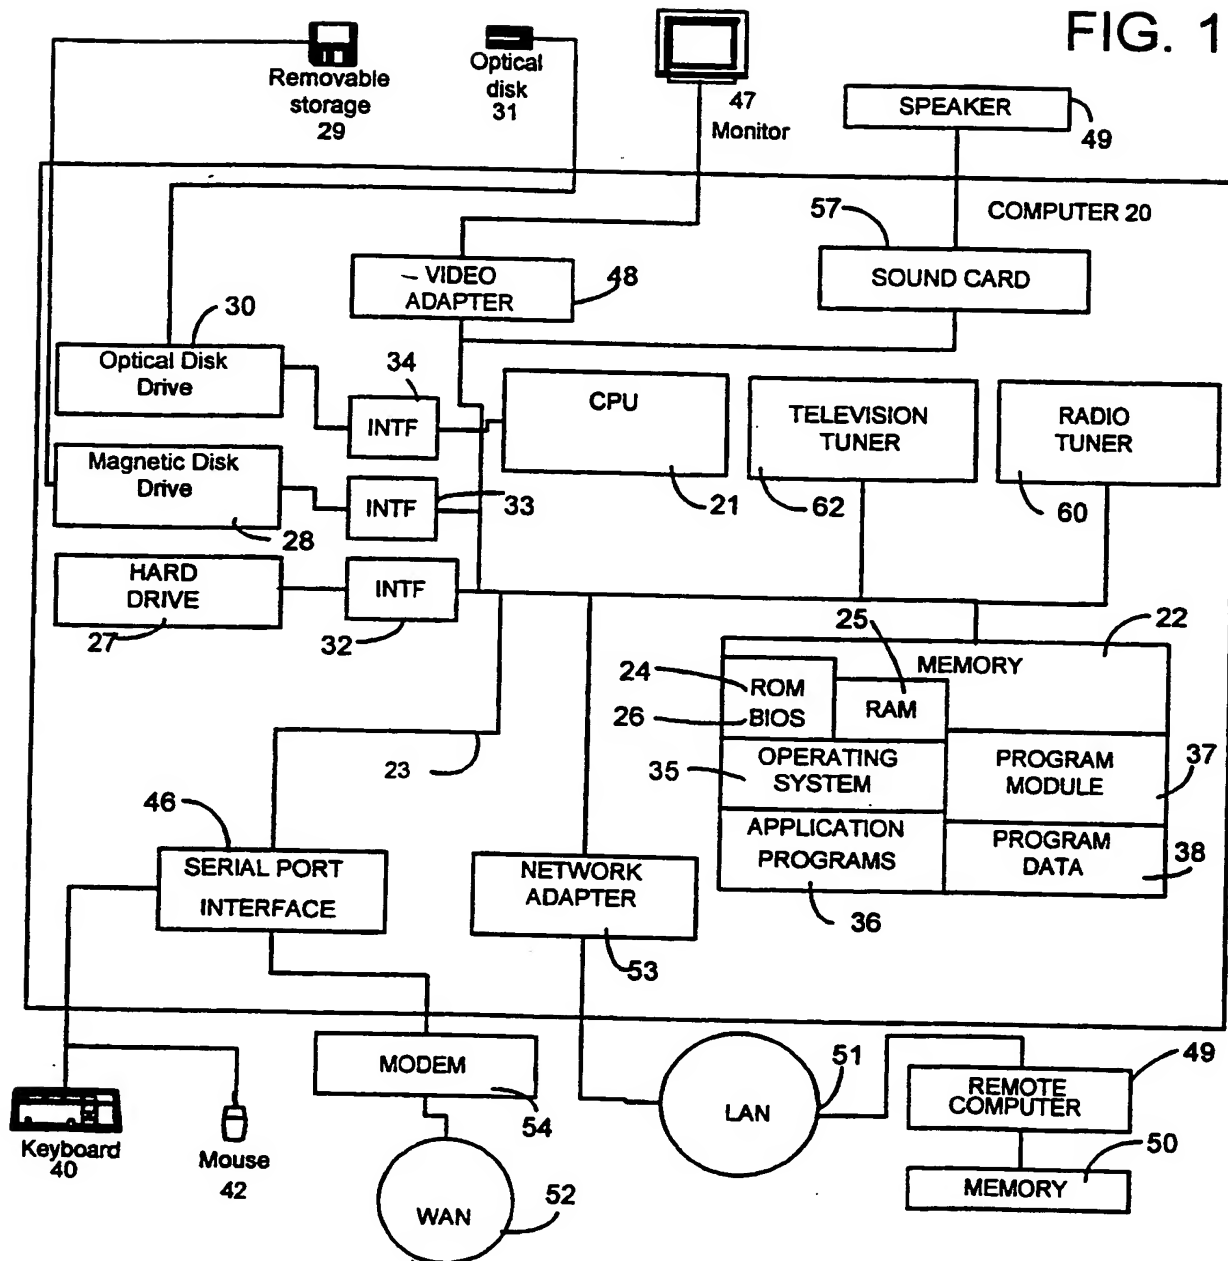 FIG. 1
Removable
storage
29
Optical
disk
31
47
Monitor
SPEAKER
49
COMPUTER 20
57
SOUND CARD
VIDEO
ADAPTER
48
30
Optical Disk
Drive
34
INTF
CPU
21
TELEVISION
TUNER
62
RADIO
TUNER
60
Magnetic Disk
Drive
28
INTF
33
HARD
DRIVE
27
INTF
32
25
22
MEMORY
24
ROM
26
BIOS
RAM
35
OPERATING
SYSTEM
PROGRAM
MODULE
37
APPLICATION
PROGRAMS
36
PROGRAM
DATA
38
23
46
SERIAL PORT
INTERFACE
NETWORK
ADAPTER
53
MODEM
54
LAN
51
49
REMOTE
COMPUTER
50
MEMORY
Keyboard
40
Mouse
42
WAN
52